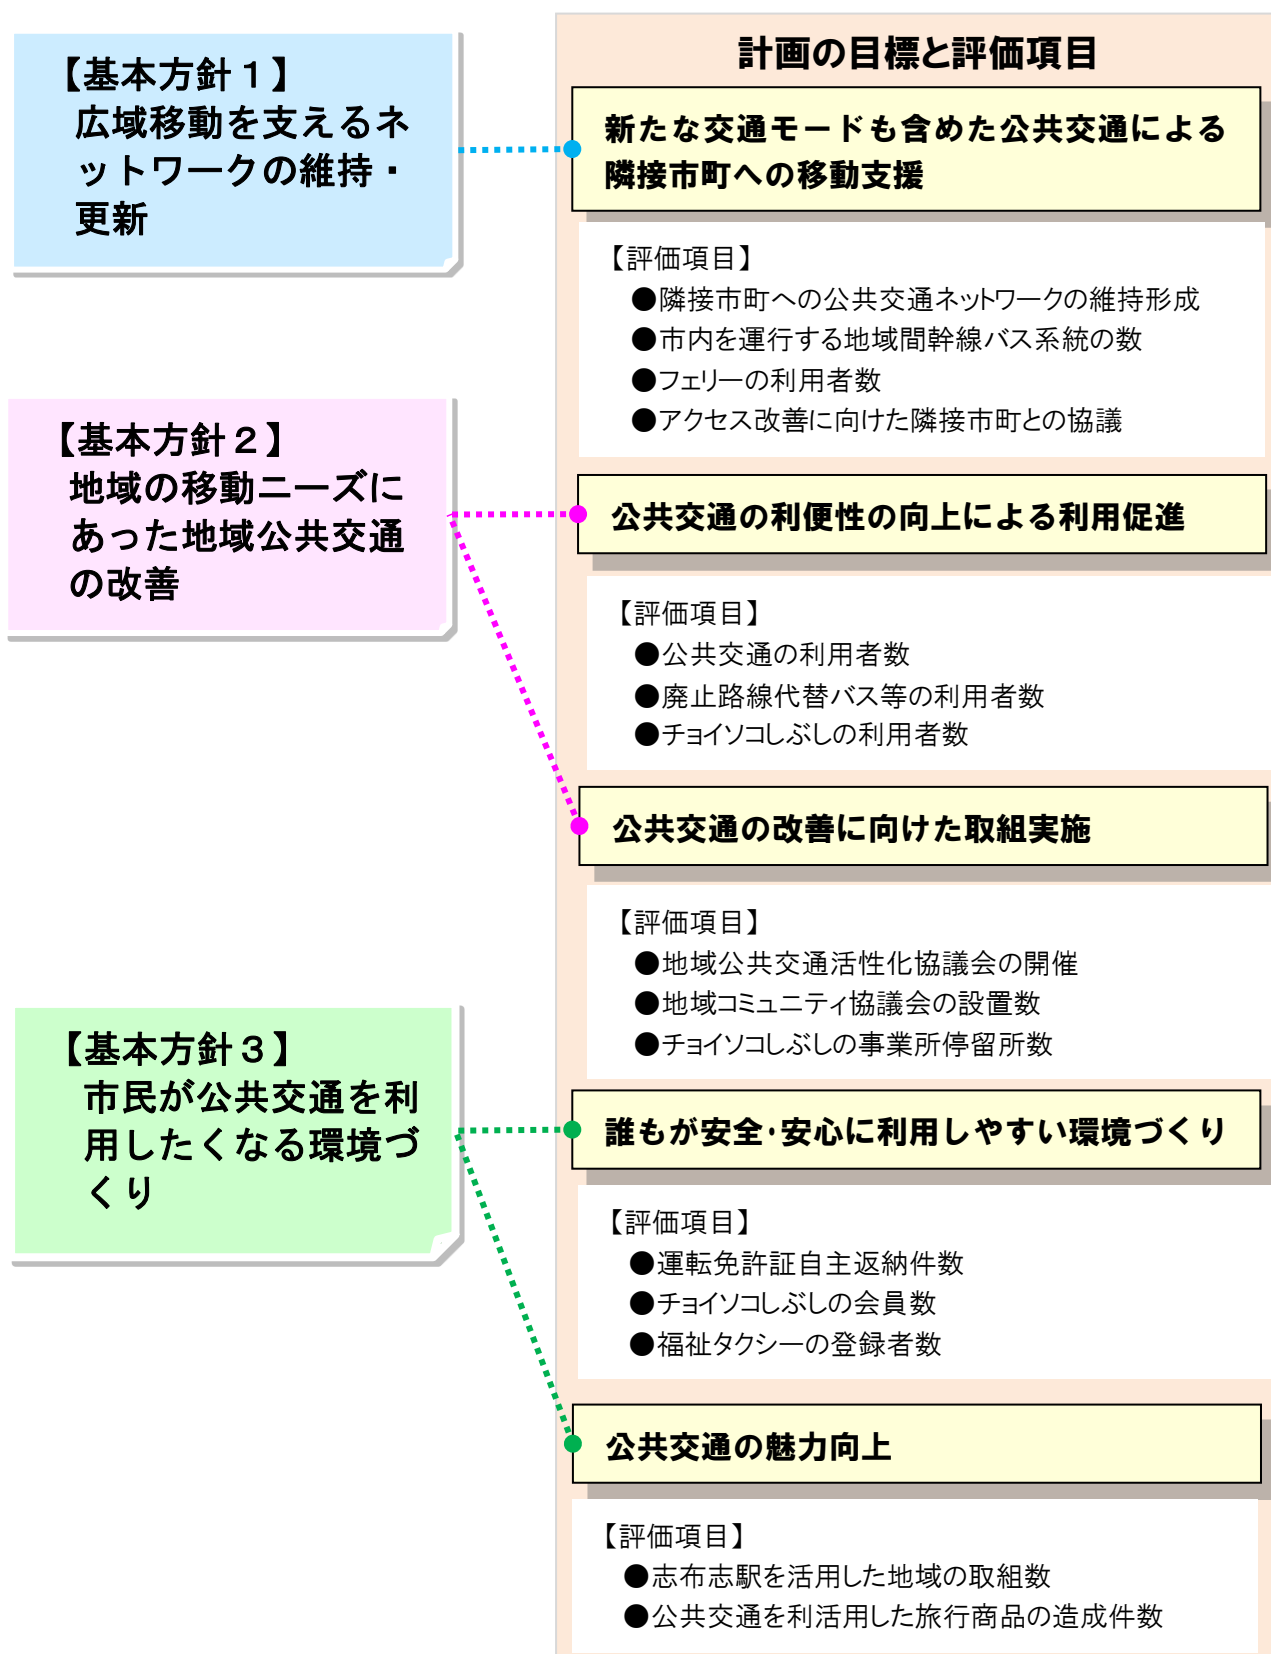 【基本方針１】
広域移動を支えるネ
ットワークの維持・
更新
計画の目標と評価項目
新たな交通モードも含めた公共交通による
隣接市町への移動支援
【評価項目】
●隣接市町への公共交通ネットワークの維持形成
●市内を運行する地域間幹線バス系統の数
●フェリーの利用者数
●アクセス改善に向けた隣接市町との協議
【基本方針２】
地域の移動ニーズに
あった地域公共交通
の改善
公共交通の利便性の向上による利用促進
【評価項目】
●公共交通の利用者数
●廃止路線代替バス等の利用者数
●チョイソコしぶしの利用者数
公共交通の改善に向けた取組実施
【評価項目】
●地域公共交通活性化協議会の開催
●地域コミュニティ協議会の設置数
●チョイソコしぶしの事業所停留所数
【基本方針３】
市民が公共交通を利
用したくなる環境づ
くり
誰もが安全・安心に利用しやすい環境づくり
【評価項目】
●運転免許証自主返納件数
●チョイソコしぶしの会員数
●福祉タクシーの登録者数
公共交通の魅力向上
【評価項目】
●志布志駅を活用した地域の取組数
●公共交通を利活用した旅行商品の造成件数